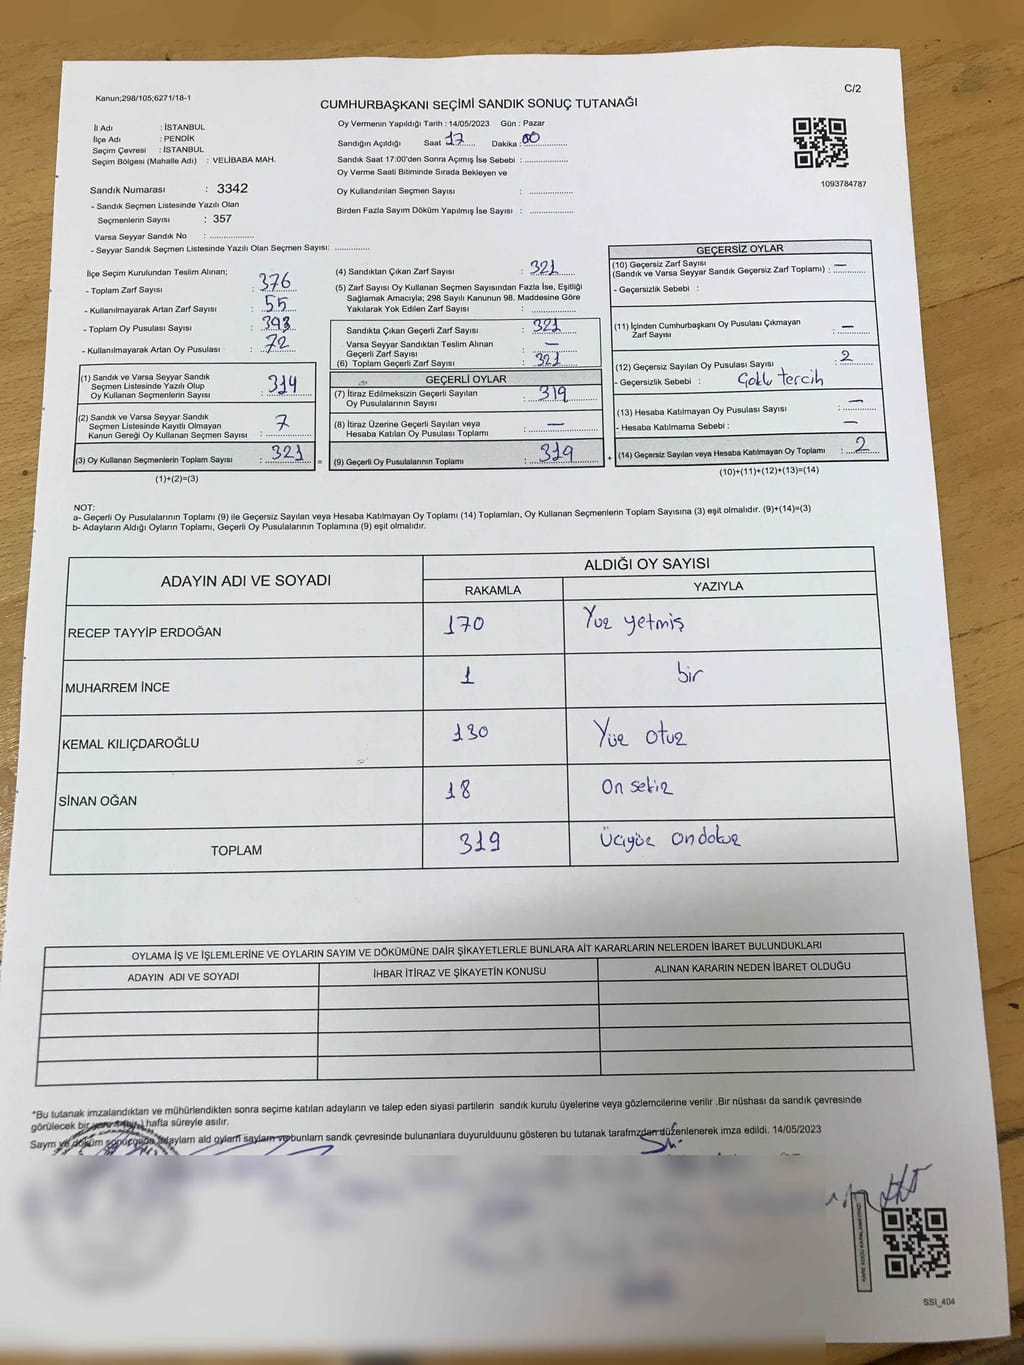 Kanun;298/105;6271/18-1
C/2
CUMHURBAŞKANI SEÇİMİ SANDIK SONUÇ TUTANAĞI
İl Adı : İSTANBUL
İlçe Adı : PENDİK
Seçim Çevresi : İSTANBUL
Seçim Bölgesi (Mahalle Adı) : VELİBABA MAH.
Sandık Numarası : 3342
- Sandık Seçmen Listesinde Yazılı Olan
Seçmenlerin Sayısı : 357
Varsa Seyyar Sandık No : ..............
- Seyyar Sandık Seçmen Listesinde Yazılı Olan Seçmen Sayısı: ............
Oy Vermenin Yapıldığı Tarih : 14/05/2023 Gün : Pazar
Sandığın Açıldığı Saat 17 Dakika : 00
Sandık Saat 17:00'den Sonra Açımış İse Sebebi : ..............
Oy Verme Saati Bitiminde Sırada Bekleyen ve
Oy Kullandırılan Seçmen Sayısı : ..............
Birden Fazla Sayım Döküm Yapılmış İse Sayısı : ..............
1093784787
İlçe Seçim Kurulundan Teslim Alınan;
- Toplam Zarf Sayısı : 376
- Kullanılmayarak Artan Zarf Sayısı : 55
- Toplam Oy Pusulası Sayısı : 393
- Kullanılmayarak Artan Oy Pusulası : 72
(1) Sandık ve Varsa Seyyar Sandık
Seçmen Listesinde Yazılı Olup
Oy Kullanan Seçmenlerin Sayısı : 314
(2) Sandık ve Varsa Seyyar Sandık
Seçmen Listesinde Kayıtlı Olmayan
Kanun Gereği Oy Kullanan Seçmen Sayısı : 7
(3) Oy Kullanan Seçmenlerin Toplam Sayısı : 321 =
(1)+(2)=(3)
(4) Sandıktan Çıkan Zarf Sayısı : 321
(5) Zarf Sayısı Oy Kullanan Seçmen Sayısından Fazla İse, Eşitliği
Sağlamak Amacıyla; 298 Sayılı Kanunun 98. Maddesine Göre
Yakılarak Yok Edilen Zarf Sayısı : ..............
Sandıkta Çıkan Geçerli Zarf Sayısı : 321
Varsa Seyyar Sandıktan Teslim Alınan
Geçerli Zarf Sayısı : —
(6) Toplam Geçerli Zarf Sayısı : 321
GEÇERLİ OYLAR
(7) İtiraz Edilmeksizin Geçerli Sayılan
Oy Pusulalarının Sayısı : 319
(8) İtiraz Üzerine Geçerli Sayılan veya
Hesaba Katılan Oy Pusulası Toplamı : —
(9) Geçerli Oy Pusulalarının Toplamı : 319 +
GEÇERSİZ OYLAR
(10) Geçersiz Zarf Sayısı
(Sandık ve Varsa Seyyar Sandık Geçersiz Zarf Toplamı) : —
- Geçersizlik Sebebi :
(11) İçinden Cumhurbaşkanı Oy Pusulası Çıkmayan
Zarf Sayısı : —
(12) Geçersiz Sayılan Oy Pusulası Sayısı : 2
- Geçersizlik Sebebi : Çoklu tercih
(13) Hesaba Katılmayan Oy Pusulası Sayısı : —
- Hesaba Katılmama Sebebi : —
(14) Geçersiz Sayılan veya Hesaba Katılmayan Oy Toplamı : 2
(10)+(11)+(12)+(13)=(14)
NOT:
a- Geçerli Oy Pusulalarının Toplamı (9) ile Geçersiz Sayılan veya Hesaba Katılmayan Oy Toplamı (14) Toplamları, Oy Kullanan Seçmenlerin Toplam Sayısına (3) eşit olmalıdır. (9)+(14)=(3)
b- Adayların Aldığı Oyların Toplamı, Geçerli Oy Pusulalarının Toplamına (9) eşit olmalıdır.
ADAYIN ADI VE SOYADI
ALDIĞI OY SAYISI
RAKAMLA YAZIYLA
RECEP TAYYİP ERDOĞAN 170 Yüz yetmiş
MUHARREM İNCE 1 bir
KEMAL KILIÇDAROĞLU 130 Yüz otuz
SİNAN OĞAN 18 On sekiz
TOPLAM 319 Üçyüz ondokuz
OYLAMA İŞ VE İŞLEMLERİNE VE OYLARIN SAYIM VE DÖKÜMÜNE DAİR ŞİKAYETLERLE BUNLARA AİT KARARLARIN NELERDEN İBARET BULUNDUKLARI
ADAYIN ADI VE SOYADI İHBAR İTİRAZ VE ŞİKAYETİN KONUSU ALINAN KARARIN NEDEN İBARET OLDUĞU
*Bu tutanak imzalandıktan ve mühürlendikten sonra seçime katılan adayların ve talep eden siyasi partilerin sandık kurulu üyelerine veya gözlemcilerine verilir .Bir nüshası da sandık çevresinde
görülecek bir hafta süreyle asılır.
Sayım ve döküm adayların ald oyların bunların sandk çevresinde bulunanlara duyurulduunu gösteren bu tutanak tarafmzdan düzenlenerek imza edildi. 14/05/2023
SSI_404